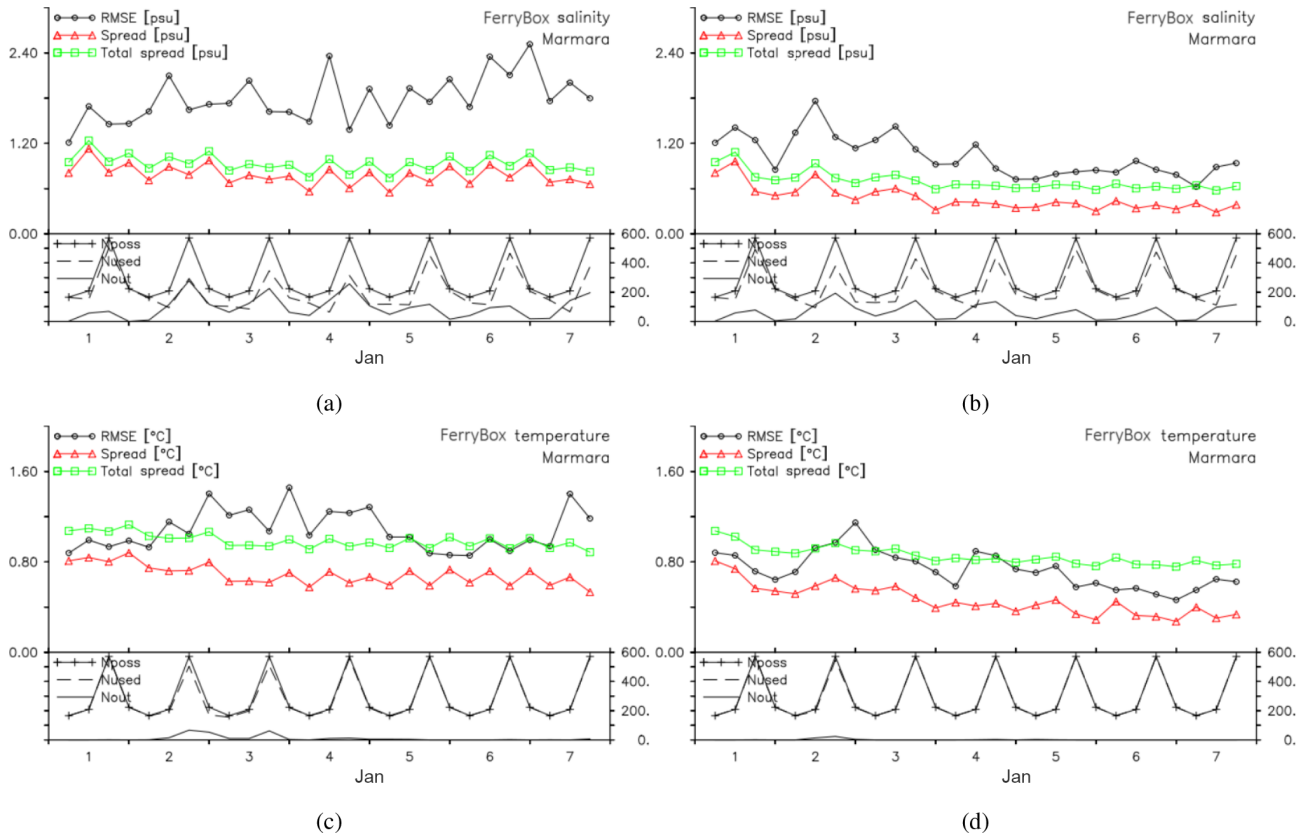 RMSE [psu]
Spread [psu]
Total spread [psu]
FerryBox salinity
Marmara
2.40
1.20
0.00
Nposs
Nused
Nout
600.
400.
200.
0.
1 2 3 4 5 6 7
Jan
(a)
RMSE [psu]
Spread [psu]
Total spread [psu]
FerryBox salinity
Marmara
2.40
1.20
0.00
Nposs
Nused
Nout
600.
400.
200.
0.
1 2 3 4 5 6 7
Jan
(b)
RMSE [°C]
Spread [°C]
Total spread [°C]
FerryBox temperature
Marmara
1.60
0.80
0.00
Nposs
Nused
Nout
600.
400.
200.
0.
1 2 3 4 5 6 7
Jan
(c)
RMSE [°C]
Spread [°C]
Total spread [°C]
FerryBox temperature
Marmara
1.60
0.80
0.00
Nposs
Nused
Nout
600.
400.
200.
0.
1 2 3 4 5 6 7
Jan
(d)